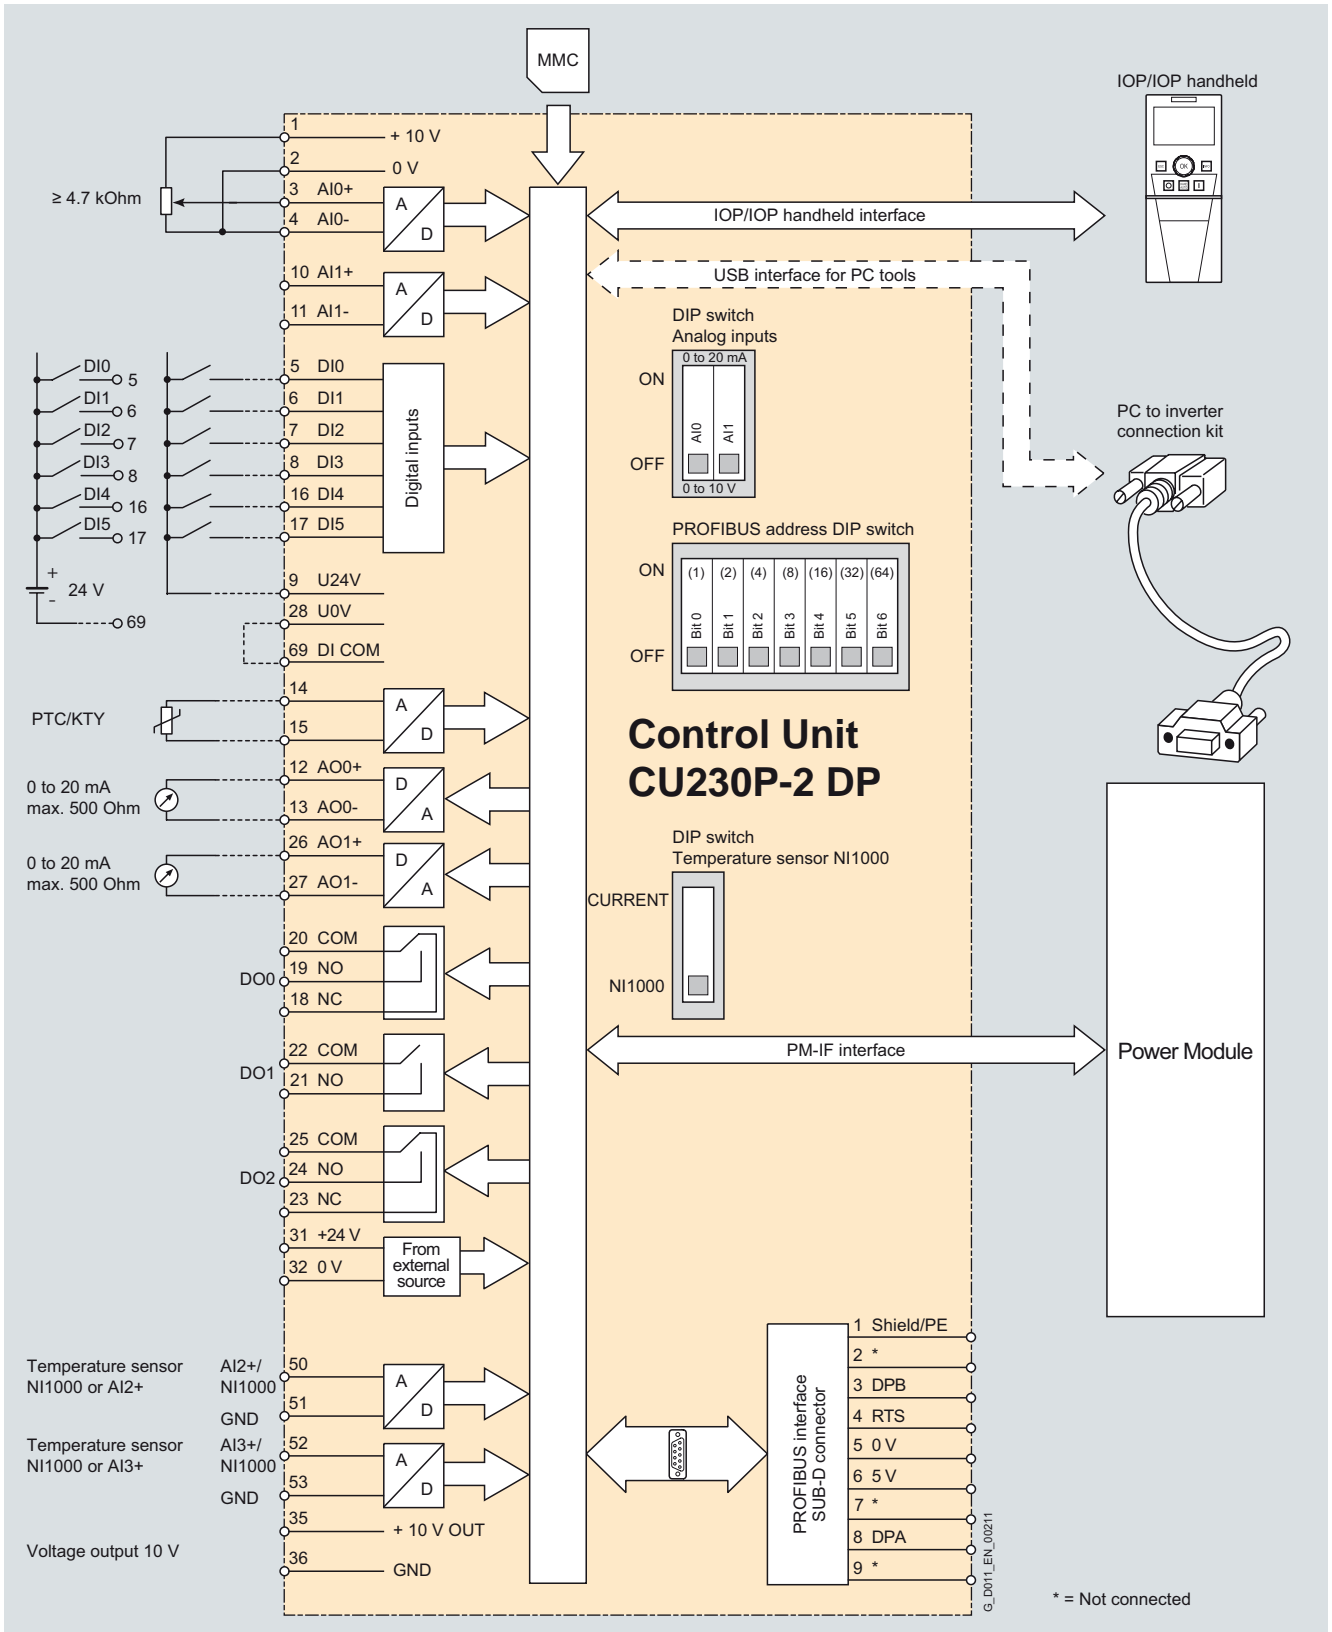 MMC
IOP/IOP handheld
OK
1
+ 10 V
2
0 V
≥ 4.7 kOhm
3 AI0+
4 AI0-
A
D
IOP/IOP handheld interface
10 AI1+
11 AI1-
A
D
USB interface for PC tools
DIP switch
Analog inputs
0 to 20 mA
ON
AI0
AI1
OFF
0 to 10 V
PC to inverter
connection kit
DI0
5
DI1
6
DI2
7
DI3
8
DI4
16
DI5
17
+
24 V
-
69
5 DI0
6 DI1
7 DI2
8 DI3
16 DI4
17 DI5
Digital inputs
9 U24V
28 U0V
69 DI COM
PROFIBUS address DIP switch
ON
(1) (2) (4) (8) (16) (32) (64)
Bit 0
Bit 1
Bit 2
Bit 3
Bit 4
Bit 5
Bit 6
OFF
PTC/KTY
14
15
A
D
Control Unit
CU230P-2 DP
0 to 20 mA
max. 500 Ohm
12 AO0+
13 AO0-
D
A
0 to 20 mA
max. 500 Ohm
26 AO1+
27 AO1-
D
A
DIP switch
Temperature sensor NI1000
CURRENT
NI1000
DO0
20 COM
19 NO
18 NC
DO1
22 COM
21 NO
PM-IF interface
Power Module
DO2
25 COM
24 NO
23 NC
31 +24 V
32 0 V
From
external
source
Temperature sensor
NI1000 or AI2+
AI2+/
NI1000
GND
50
51
A
D
Temperature sensor
NI1000 or AI3+
AI3+/
NI1000
GND
52
53
A
D
Voltage output 10 V
35
+ 10 V OUT
36
GND
PROFIBUS interface
SUB-D connector
1 Shield/PE
2 *
3 DPB
4 RTS
5 0 V
6 5 V
7 *
8 DPA
9 *
G_D011_EN_00211
* = Not connected